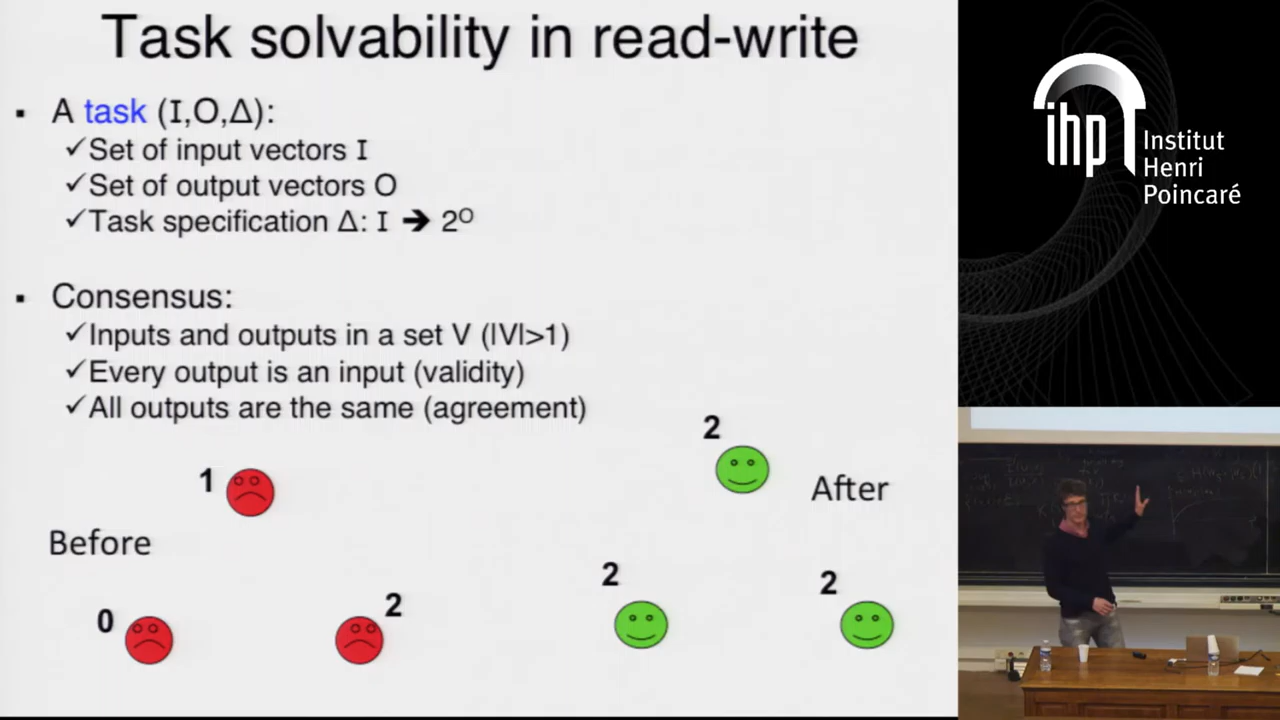 Task solvability in read-write
▪ A task (I,O,Δ):
✓Set of input vectors I
✓Set of output vectors O
✓Task specification Δ: I ➔ 2^O
▪ Consensus:
✓Inputs and outputs in a set V (|V|>1)
✓Every output is an input (validity)
✓All outputs are the same (agreement)
1
Before
0
2
2
After
2
2
ihp
Institut
Henri
Poincaré